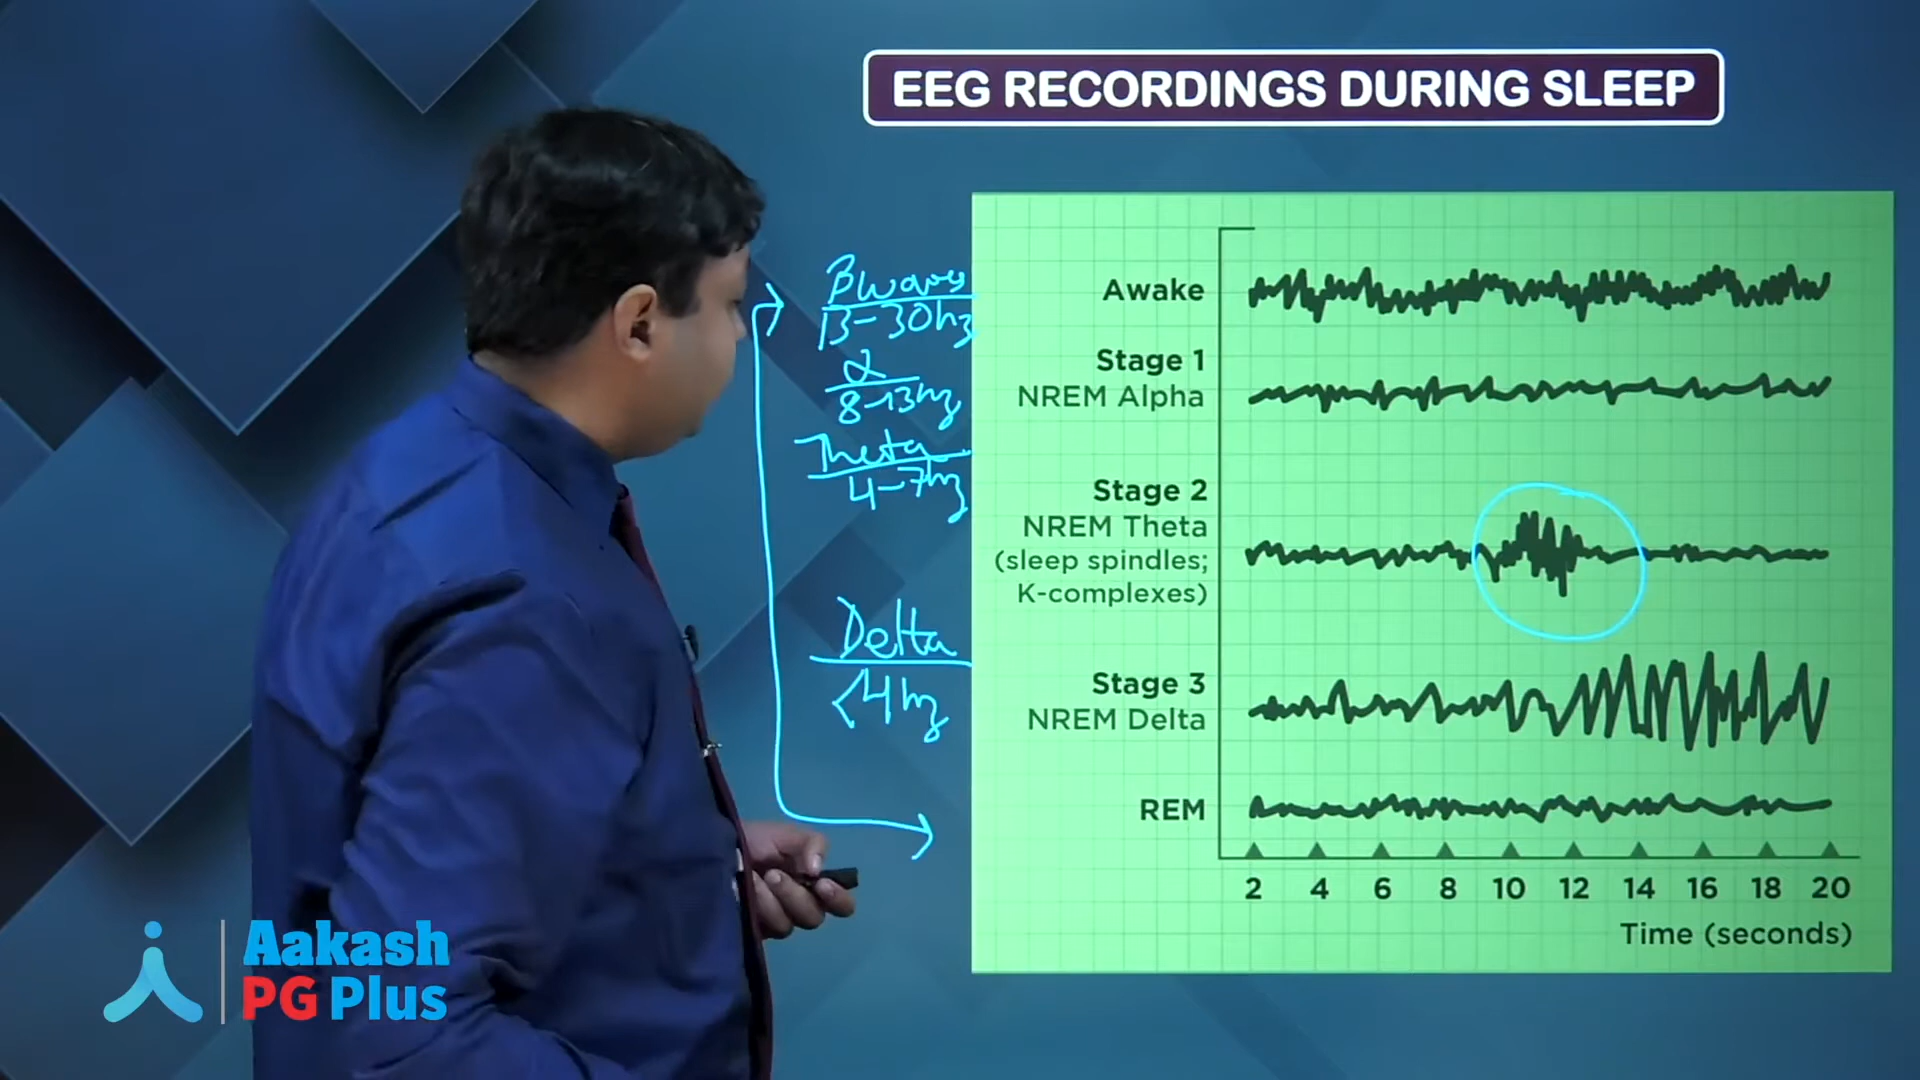 EEG RECORDINGS DURING SLEEP
β waves
13-30hz
α
8-13hz
Theta
4-7hz
Delta
<4hz
Awake
Stage 1
NREM Alpha
Stage 2
NREM Theta
(sleep spindles;
K-complexes)
Stage 3
NREM Delta
REM
2 4 6 8 10 12 14 16 18 20
Time (seconds)
Aakash
PG Plus